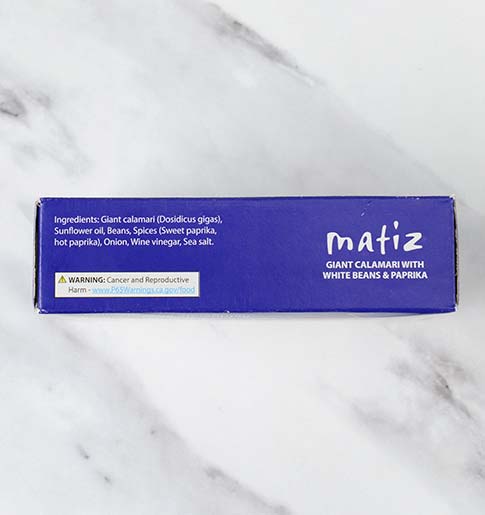 Ingredients: Giant calamari (Dosidicus gigas),
Sunflower oil, Beans, Spices (Sweet paprika,
hot paprika), Onion, Wine vinegar, Sea salt.
WARNING: Cancer and Reproductive
Harm - www.P65Warnings.ca.gov/food
matiz
GIANT CALAMARI WITH
WHITE BEANS & PAPRIKA